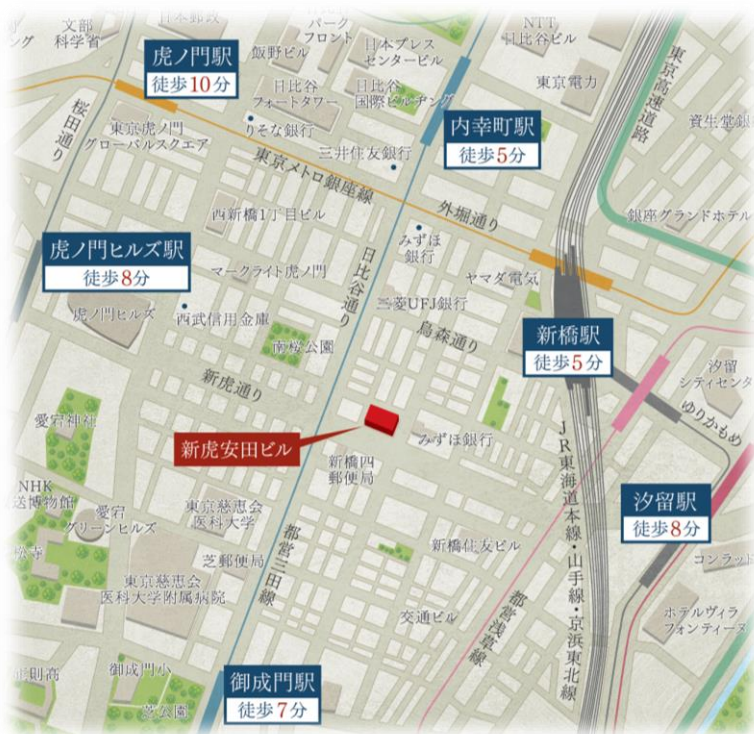 文部
科学省
日本郵政
パーク
フロント
飯野ビル
日本プレス
センタービル
NTT
日比谷ビル
東京電力
東京高速道路
虎ノ門駅
徒歩10分
日比谷
フォートタワー
日比谷
国際ビルヂング
内幸町駅
徒歩5分
資生堂銀
桜田通り
東京虎ノ門
グローバルスクエア
りそな銀行
三井住友銀行
東京メトロ銀座線
外堀通り
銀座グランドホテル
西新橋1丁目ビル
日比谷通り
みずほ
銀行
虎ノ門ヒルズ駅
徒歩8分
マークライト虎ノ門
ヤマダ電気
三菱UFJ銀行
虎ノ門ヒルズ
西武信用金庫
烏森通り
新橋駅
徒歩5分
南桜公園
新虎通り
汐留
シティセンタ
ゆりかもめ
愛宕神社
新虎安田ビル
みずほ銀行
新橋四
郵便局
JR東海道本線・山手線・京浜東北線
NHK
送博物館
愛宕
グリーンヒルズ
東京慈恵会
医科大学
汐留駅
徒歩8分
都営三田線
芝郵便局
新橋住友ビル
コンラッ
東京慈恵会
医科大学附属病院
都営浅草線
交通ビル
ホテルヴィラ
フォンティーヌ
御成門小
御成門駅
徒歩7分
芝公園